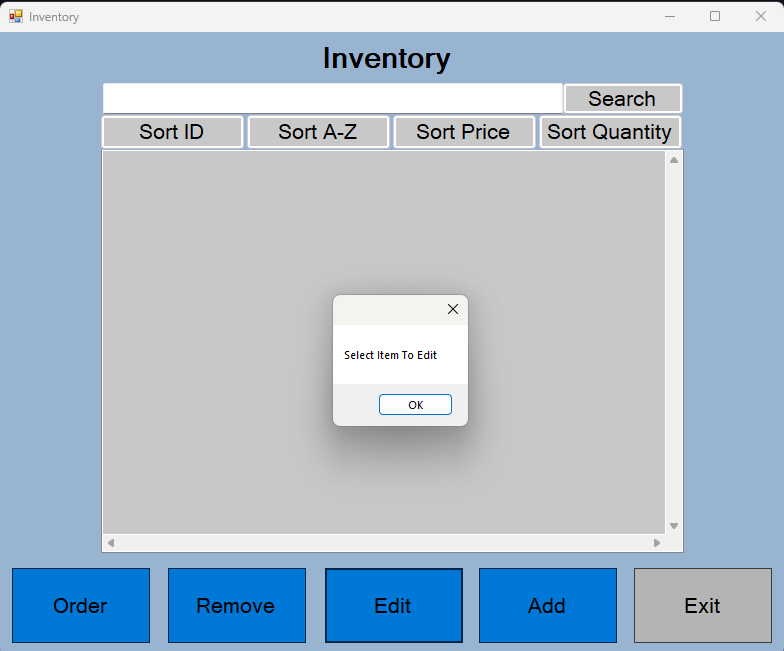 Inventory
Inventory
Search
Sort ID Sort A-Z Sort Price Sort Quantity
Select Item To Edit
OK
Order Remove Edit Add Exit